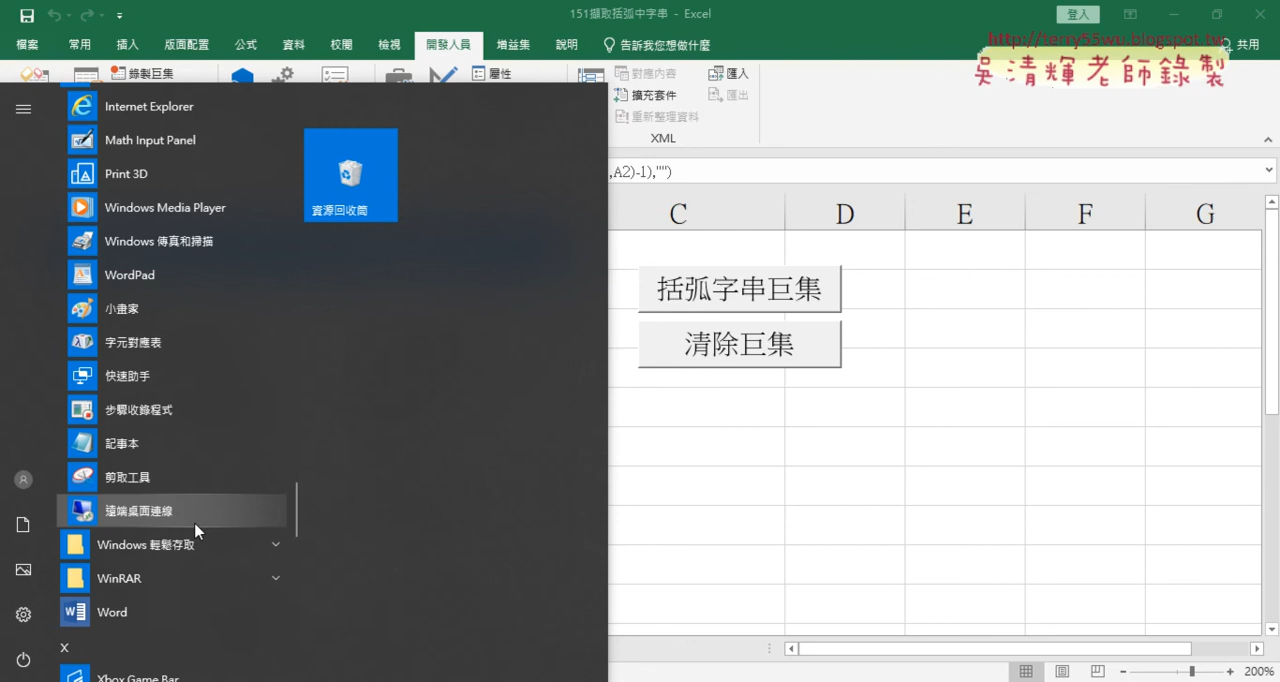 151擷取括弧中字串 - Excel
登入
檔案 常用 插入 版面配置 公式 資料 校閱 檢視 開發人員 增益集 說明 告訴我您想做什麼 共用
http://terry55wu.blogspot.tw
吳清輝老師錄製
錄製巨集 屬性 對應內容 匯入
擴充套件 匯出
重新整理資料
XML
,A2)-1),"")
C D E F G
括弧字串巨集
清除巨集
Internet Explorer
Math Input Panel
Print 3D
Windows Media Player
Windows 傳真和掃描
WordPad
小畫家
字元對應表
快速助手
步驟收錄程式
記事本
剪取工具
遠端桌面連線
Windows 輕鬆存取
WinRAR
Word
X
Xbox Game Bar
資源回收筒
200%